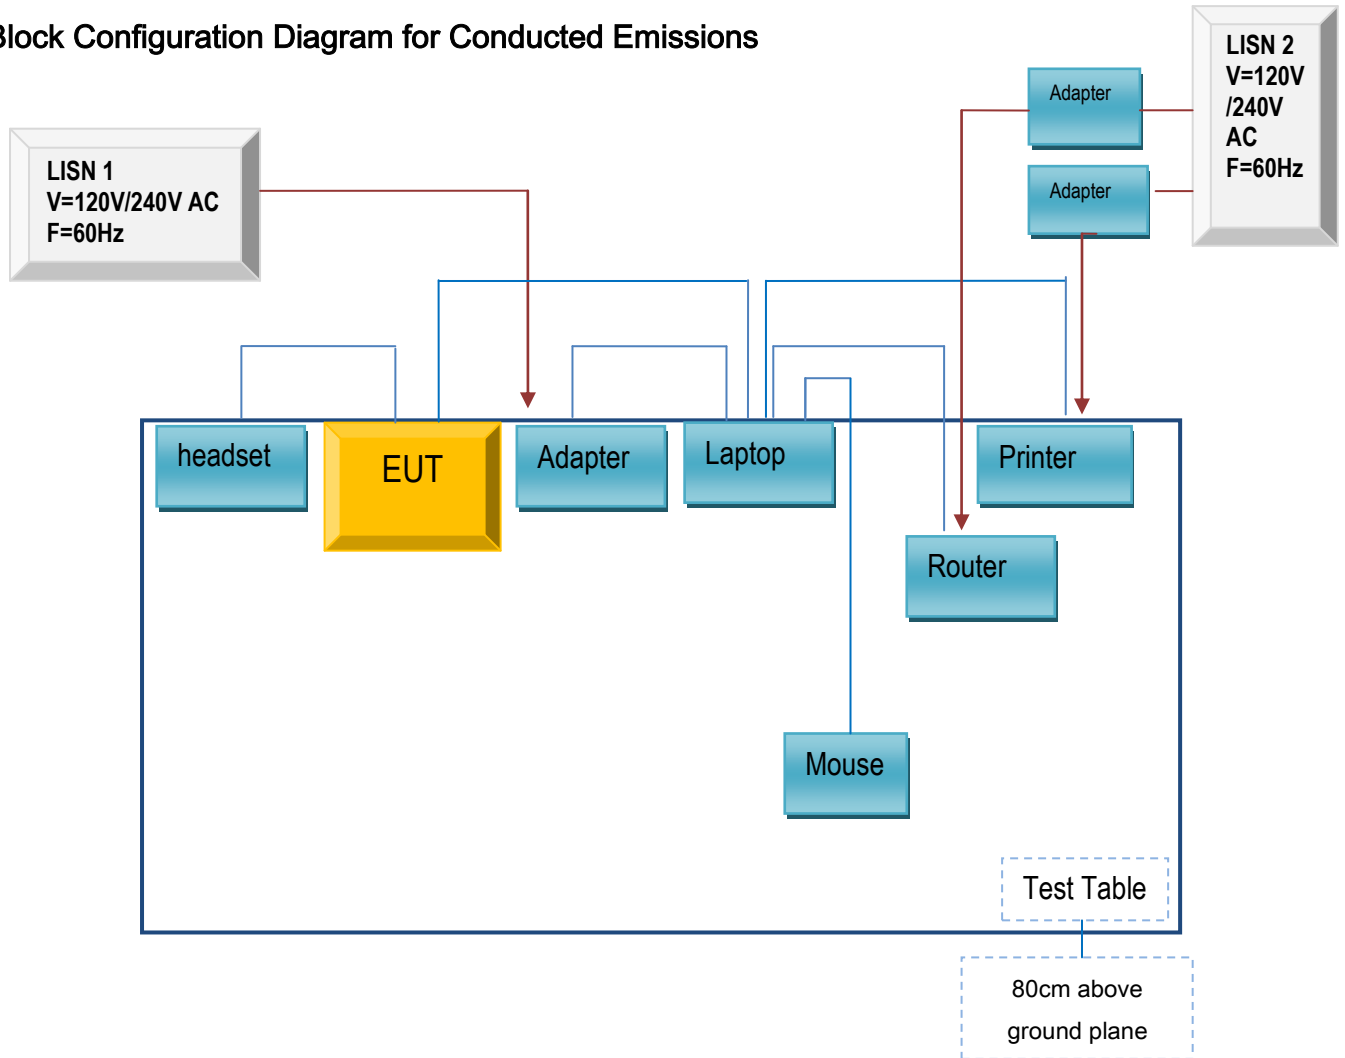 Block Configuration Diagram for Conducted Emissions
LISN 2
V=120V
/240V
AC
F=60Hz
Adapter
Adapter
LISN 1
V=120V/240V AC
F=60Hz
headset
EUT
Adapter
Laptop
Printer
Router
Mouse
Test Table
80cm above
ground plane